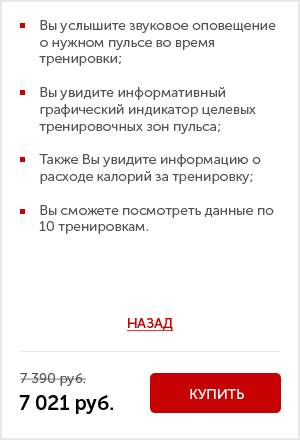 Вы услышите звуковое оповещение
о нужном пульсе во время
тренировки;
Вы увидите информативный
графический индикатор целевых
тренировочных зон пульса;
Также Вы увидите информацию о
расходе калорий за тренировку;
Вы сможете посмотреть данные по
10 тренировкам.
НАЗАД
7 390 руб.
7 021 руб.
КУПИТЬ